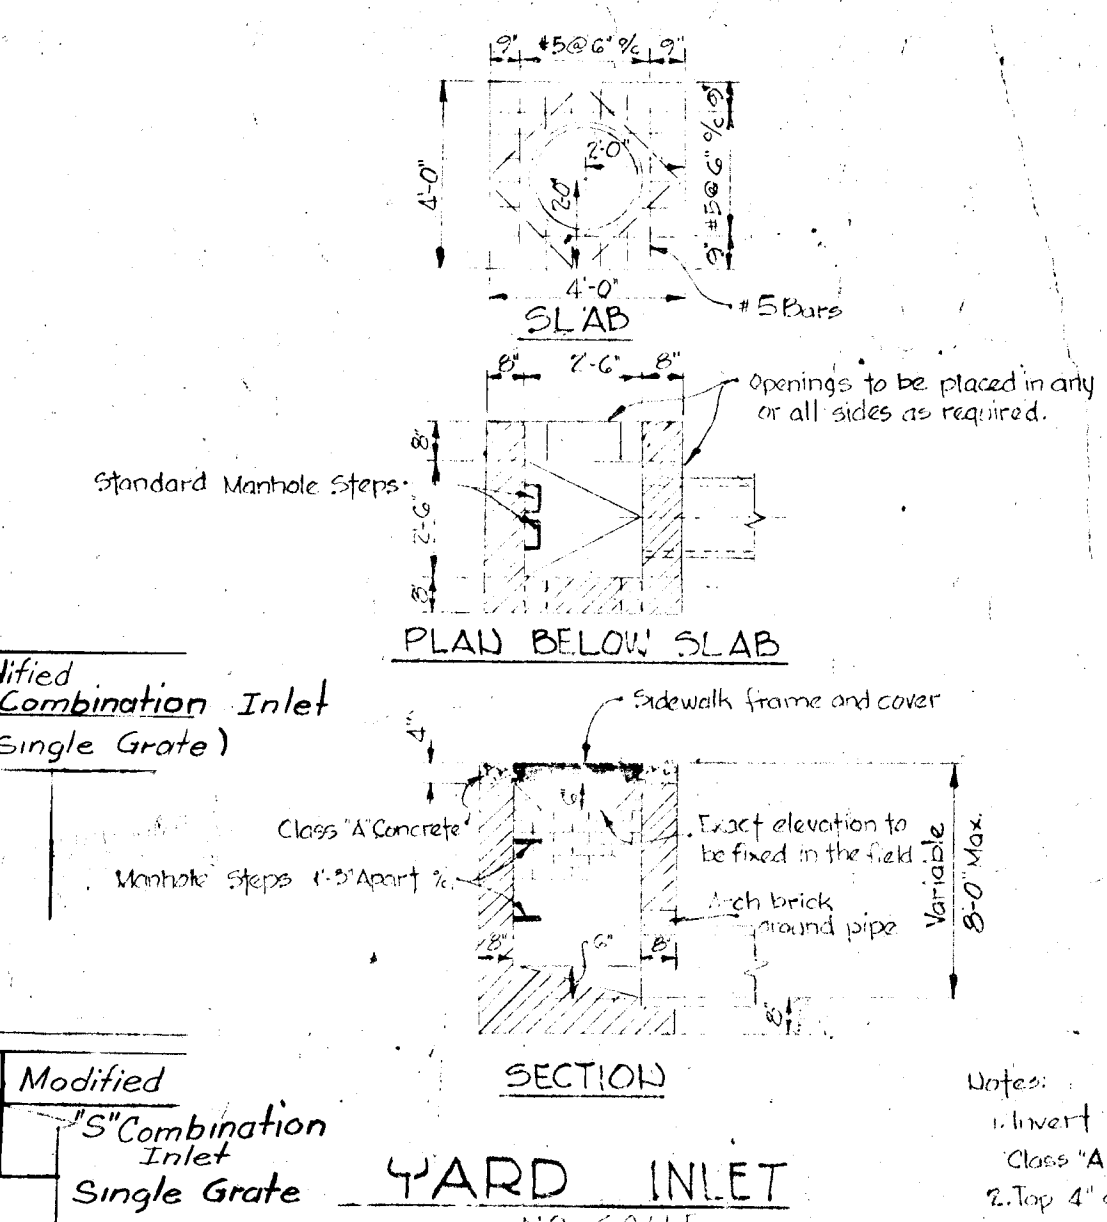 9" #5@6" %c 9"
4'-0"
2'-0"
2'-0"
9" #5@6" %c 9"
4'-0"
#5 Bars
SLAB
8" 2'-6" 8"
Openings to be placed in any
or all sides as required.
8"
Standard Manhole Steps
2'-6"
8"
PLAN BELOW SLAB
Combination Inlet
Single Grate)
Sidewalk frame and cover
4"
6"
Class "A" Concrete
Exact elevation to
be fixed in the field.
Manhole Steps 1'-3" Apart %c.
Arch brick
around pipe
Variable
8'-0" Max.
8" 6" 8"
8"
SECTION
Modified
"S" Combination
Inlet
Single Grate
YARD INLET
Notes:
1. Invert
Class "A
2. Top 4"